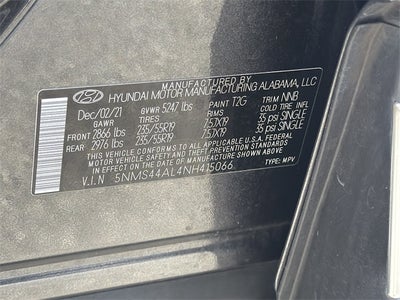 MANUFACTURED BY
HYUNDAI MOTOR MANUFACTURING ALABAMA, LLC
Dec/02/21 GVWR 5247 lbs PAINT T2G TRIM NNB
GAWR TIRES RIMS COLD TIRE INFL
FRONT 2866 lbs 235/55R19 7.5JX19 35 psi SINGLE
REAR 2976 lbs 235/55R19 7.5JX19 35 psi SINGLE
THIS VEHICLE CONFORMS TO ALL APPLICABLE FEDERAL MOTOR VEHICLE
SAFETY, BUMPER, AND THEFT PREVENTION STANDARDS
IN EFFECT ON THE DATE OF MANUFACTURE SHOWN ABOVE.
V.I.N 5NMS44AL4NH415066 TYPE: MPV